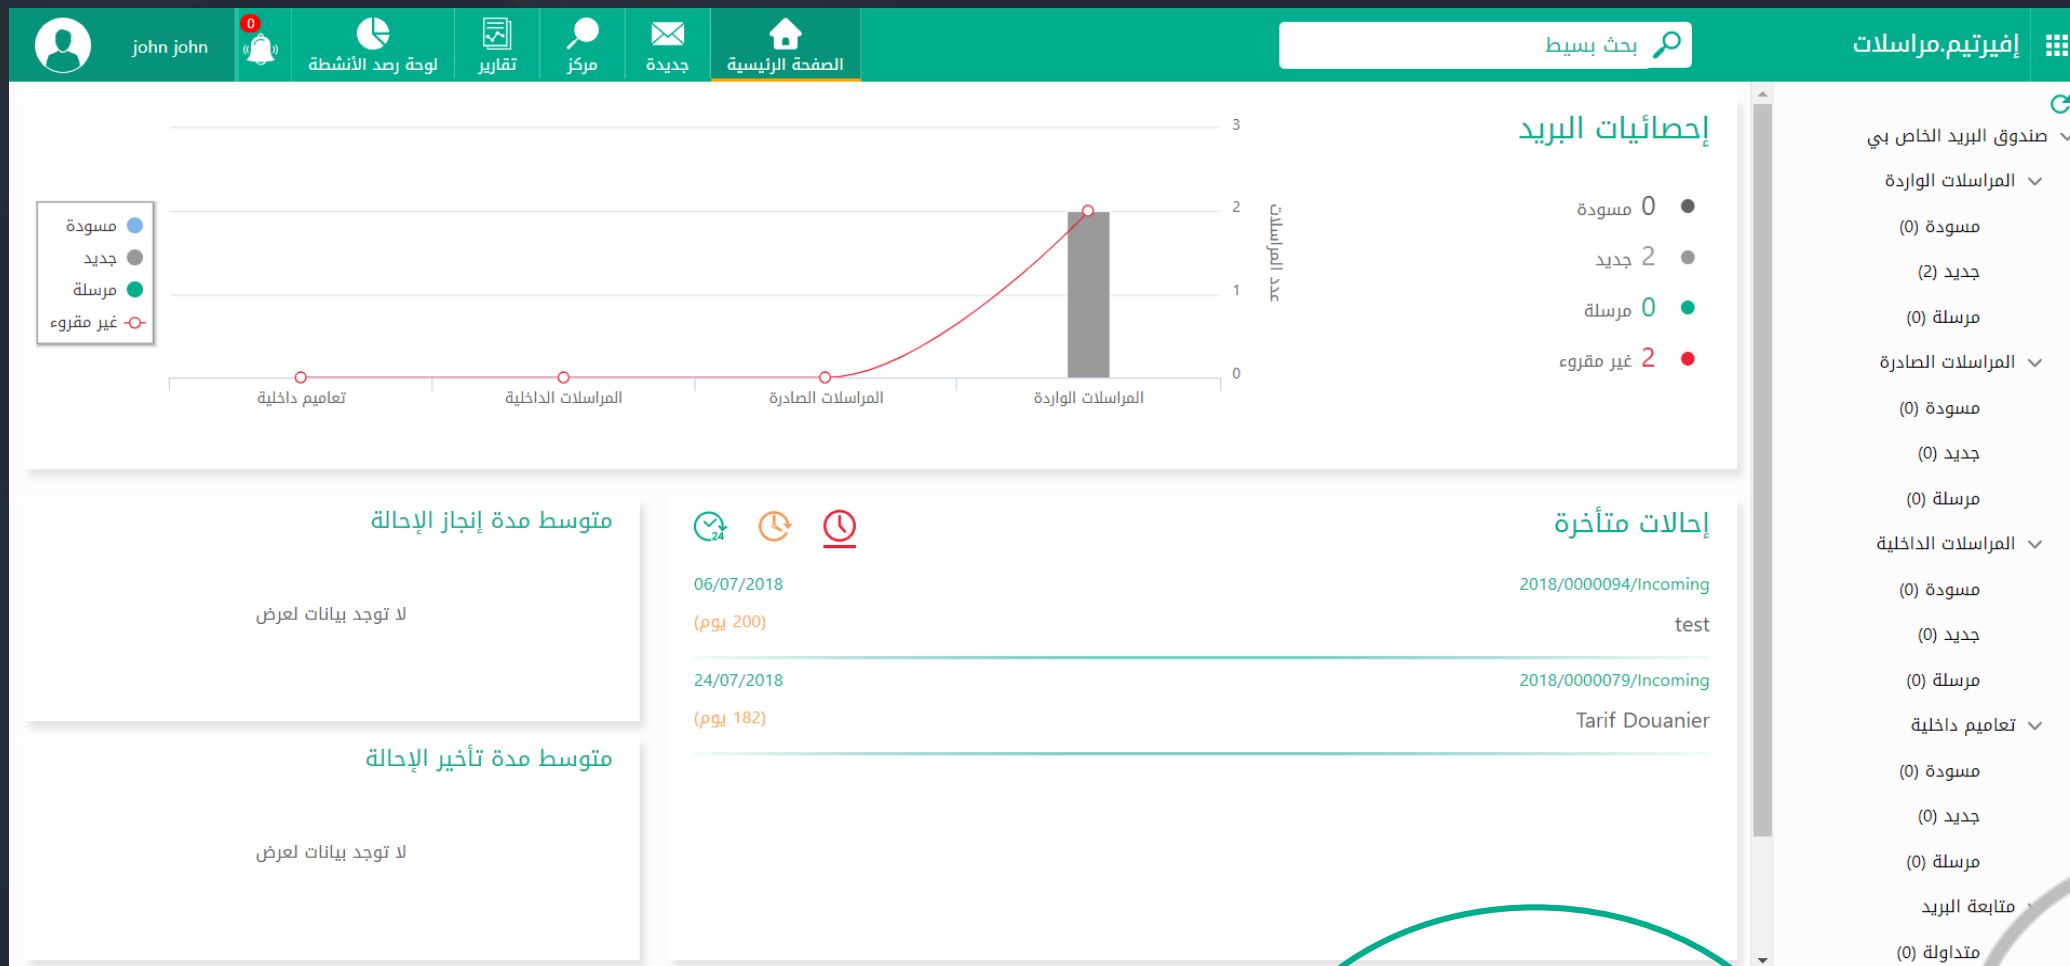 إفيرتيم.مراسلات
بحث بسيط
الصفحة الرئيسية
جديدة
مركز
تقارير
لوحة رصد الأنشطة
0
john john
صندوق البريد الخاص بي
المراسلات الواردة
مسودة (0)
جديد (2)
مرسلة (0)
المراسلات الصادرة
مسودة (0)
جديد (0)
مرسلة (0)
المراسلات الداخلية
مسودة (0)
جديد (0)
مرسلة (0)
تعاميم داخلية
مسودة (0)
جديد (0)
مرسلة (0)
متابعة البريد
متداولة (0)
إحصائيات البريد
0 مسودة
2 جديد
0 مرسلة
2 غير مقروء
عدد المراسلات
3
2
1
0
المراسلات الواردة
المراسلات الصادرة
المراسلات الداخلية
تعاميم داخلية
مسودة
جديد
مرسلة
غير مقروء
إحالات متأخرة
24
2018/0000094/Incoming
06/07/2018
test
(200 يوم)
2018/0000079/Incoming
24/07/2018
Tarif Douanier
(182 يوم)
متوسط مدة إنجاز الإحالة
لا توجد بيانات لعرض
متوسط مدة تأخير الإحالة
لا توجد بيانات لعرض